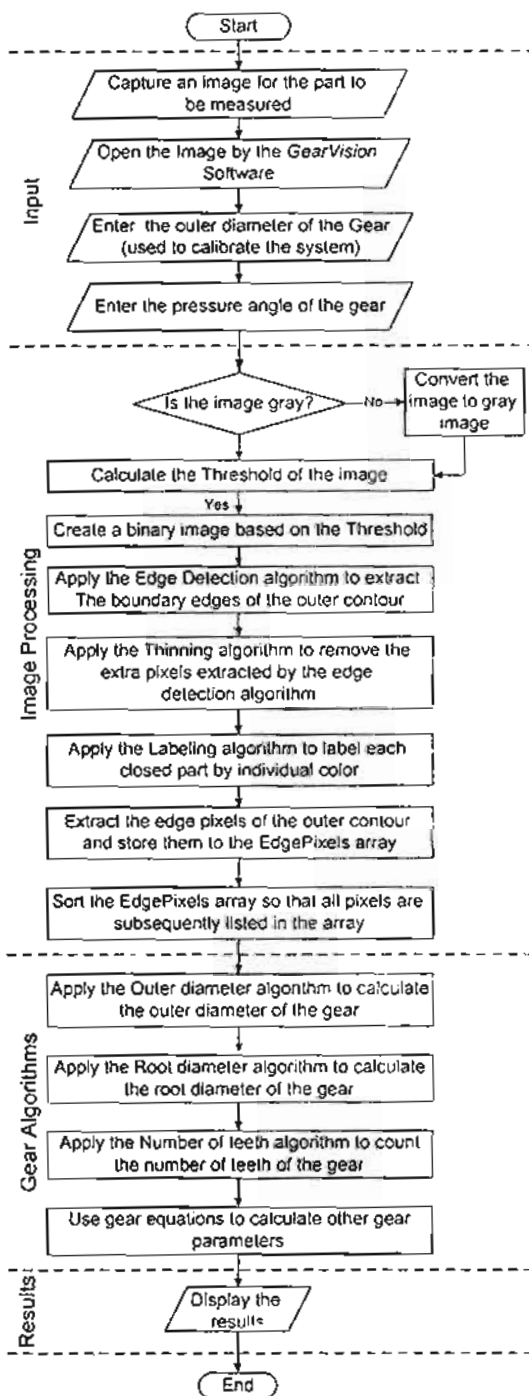 Start
Input
Capture an image for the part to
be measured
Open the Image by the GearVision
Software
Enter the outer diameter of the Gear
(used to calibrate the system)
Enter the pressure angle of the gear
Image Processing
Is the image gray?
No
Convert the
image to gray
image
Calculate the Threshold of the image
Yes
Create a binary image based on the Threshold
Apply the Edge Detection algorithm to extract
The boundary edges of the outer contour
Apply the Thinning algorithm to remove the
extra pixels extracted by the edge
detection algorithm
Apply the Labeling algorithm to label each
closed part by individual color
Extract the edge pixels of the outer contour
and store them to the EdgePixels array
Sort the EdgePixels array so that all pixels are
subsequently listed in the array
Gear Algorithms
Apply the Outer diameter algorithm to calculate
the outer diameter of the gear
Apply the Root diameter algorithm to calculate
the root diameter of the gear
Apply the Number of teeth algorithm to count
the number of teeth of the gear
Use gear equations to calculate other gear
parameters
Results
Display the
results
End